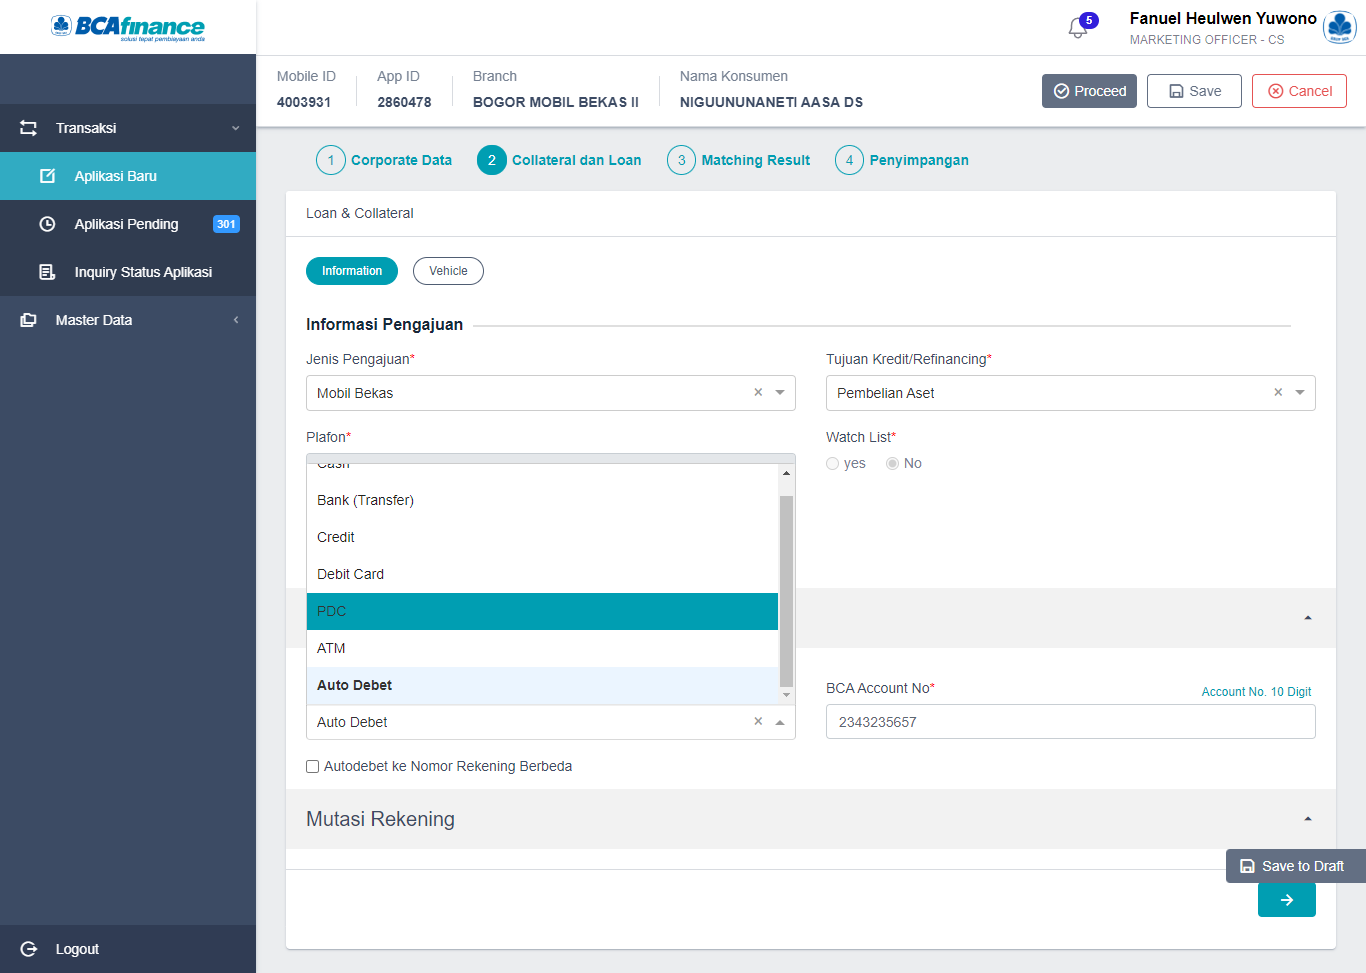 BCAfinance
solusi tepat pembiayaan anda
5
Fanuel Heulwen Yuwono
MARKETING OFFICER - CS
Mobile ID
4003931
App ID
2860478
Branch
BOGOR MOBIL BEKAS II
Nama Konsumen
NIGUUNUNANETI AASA DS
Proceed
Save
Cancel
Transaksi
Aplikasi Baru
Aplikasi Pending 301
Inquiry Status Aplikasi
Master Data
Logout
1 Corporate Data
2 Collateral dan Loan
3 Matching Result
4 Penyimpangan
Loan & Collateral
Information
Vehicle
Informasi Pengajuan
Jenis Pengajuan*
Mobil Bekas ×
Tujuan Kredit/Refinancing*
Pembelian Aset ×
Plafon*
Watch List*
yes No
Cash
Bank (Transfer)
Credit
Debit Card
PDC
ATM
Auto Debet
Auto Debet ×
BCA Account No*
Account No. 10 Digit
2343235657
Autodebet ke Nomor Rekening Berbeda
Mutasi Rekening
Save to Draft